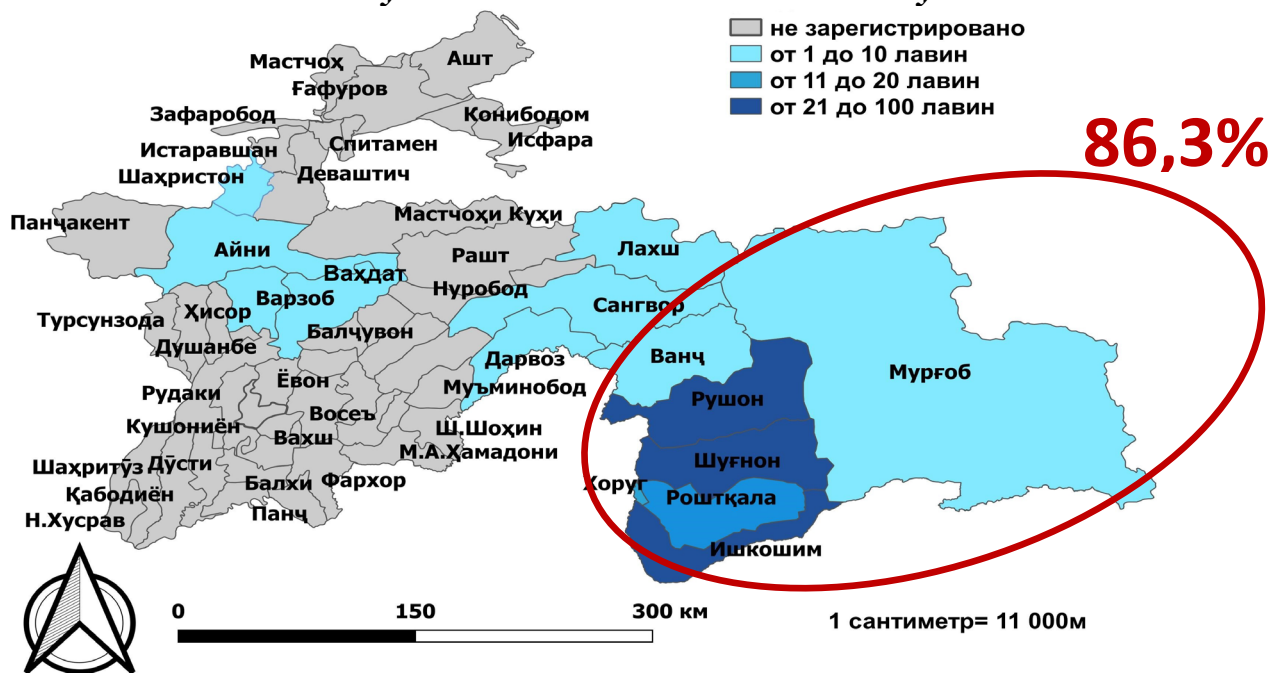 не зарегистрировано
от 1 до 10 лавин
от 11 до 20 лавин
от 21 до 100 лавин
86,3%
Ашт
Мастчоҳ
Ғафуров
Зафаробод
Конибодом
Исфара
Спитамен
Истаравшан
Шаҳристон
Деваштич
Панҷакент
Мастчоҳи Куҳи
Айни
Рашт
Лахш
Ваҳдат
Нуробод
Варзоб
Сангвор
Турсунзода
Ҳисор
Балҷувон
Душанбе
Дарвоз
Ванҷ
Мурғоб
Ёвон
Муъминобод
Рудаки
Рушон
Восеъ
Кушониён
Ш.Шоҳин
Вахш
М.А.Ҳамадони
Шаҳритӯз
Дӯсти
Шуғнон
Балхи
Фархор
Хоруг
Қабодиён
Роштқала
Панҷ
Н.Хусрав
Ишкошим
0 150 300 км
1 сантиметр= 11 000м